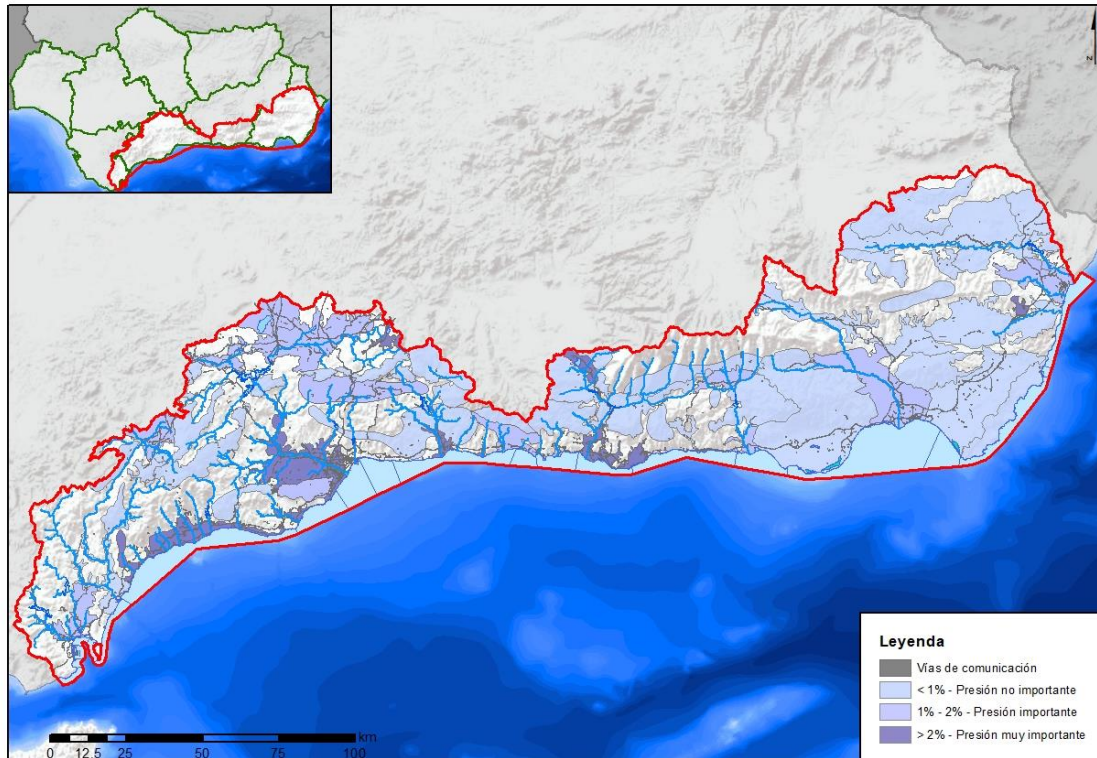 N
Leyenda
Vías de comunicación
< 1% - Presión no importante
1% - 2% - Presión importante
> 2% - Presión muy importante
km
0 12.5 25 50 75 100